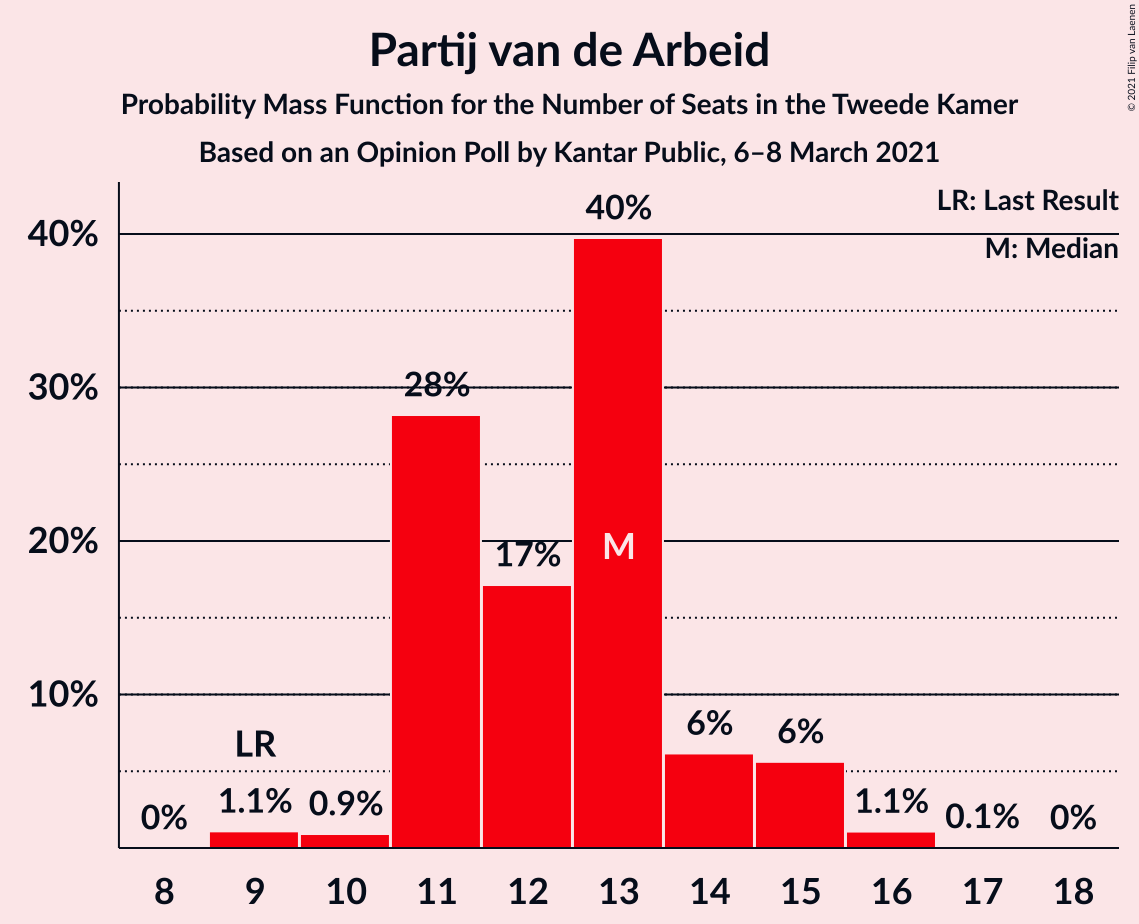 Partij van de Arbeid
Probability Mass Function for the Number of Seats in the Tweede Kamer
Based on an Opinion Poll by Kantar Public, 6–8 March 2021
© 2021 Filip van Laenen
LR: Last Result
M: Median
40%
30%
20%
10%
0%
LR
1.1%
0.9%
28%
17%
40%
M
6%
6%
1.1%
0.1%
0%
8 9 10 11 12 13 14 15 16 17 18